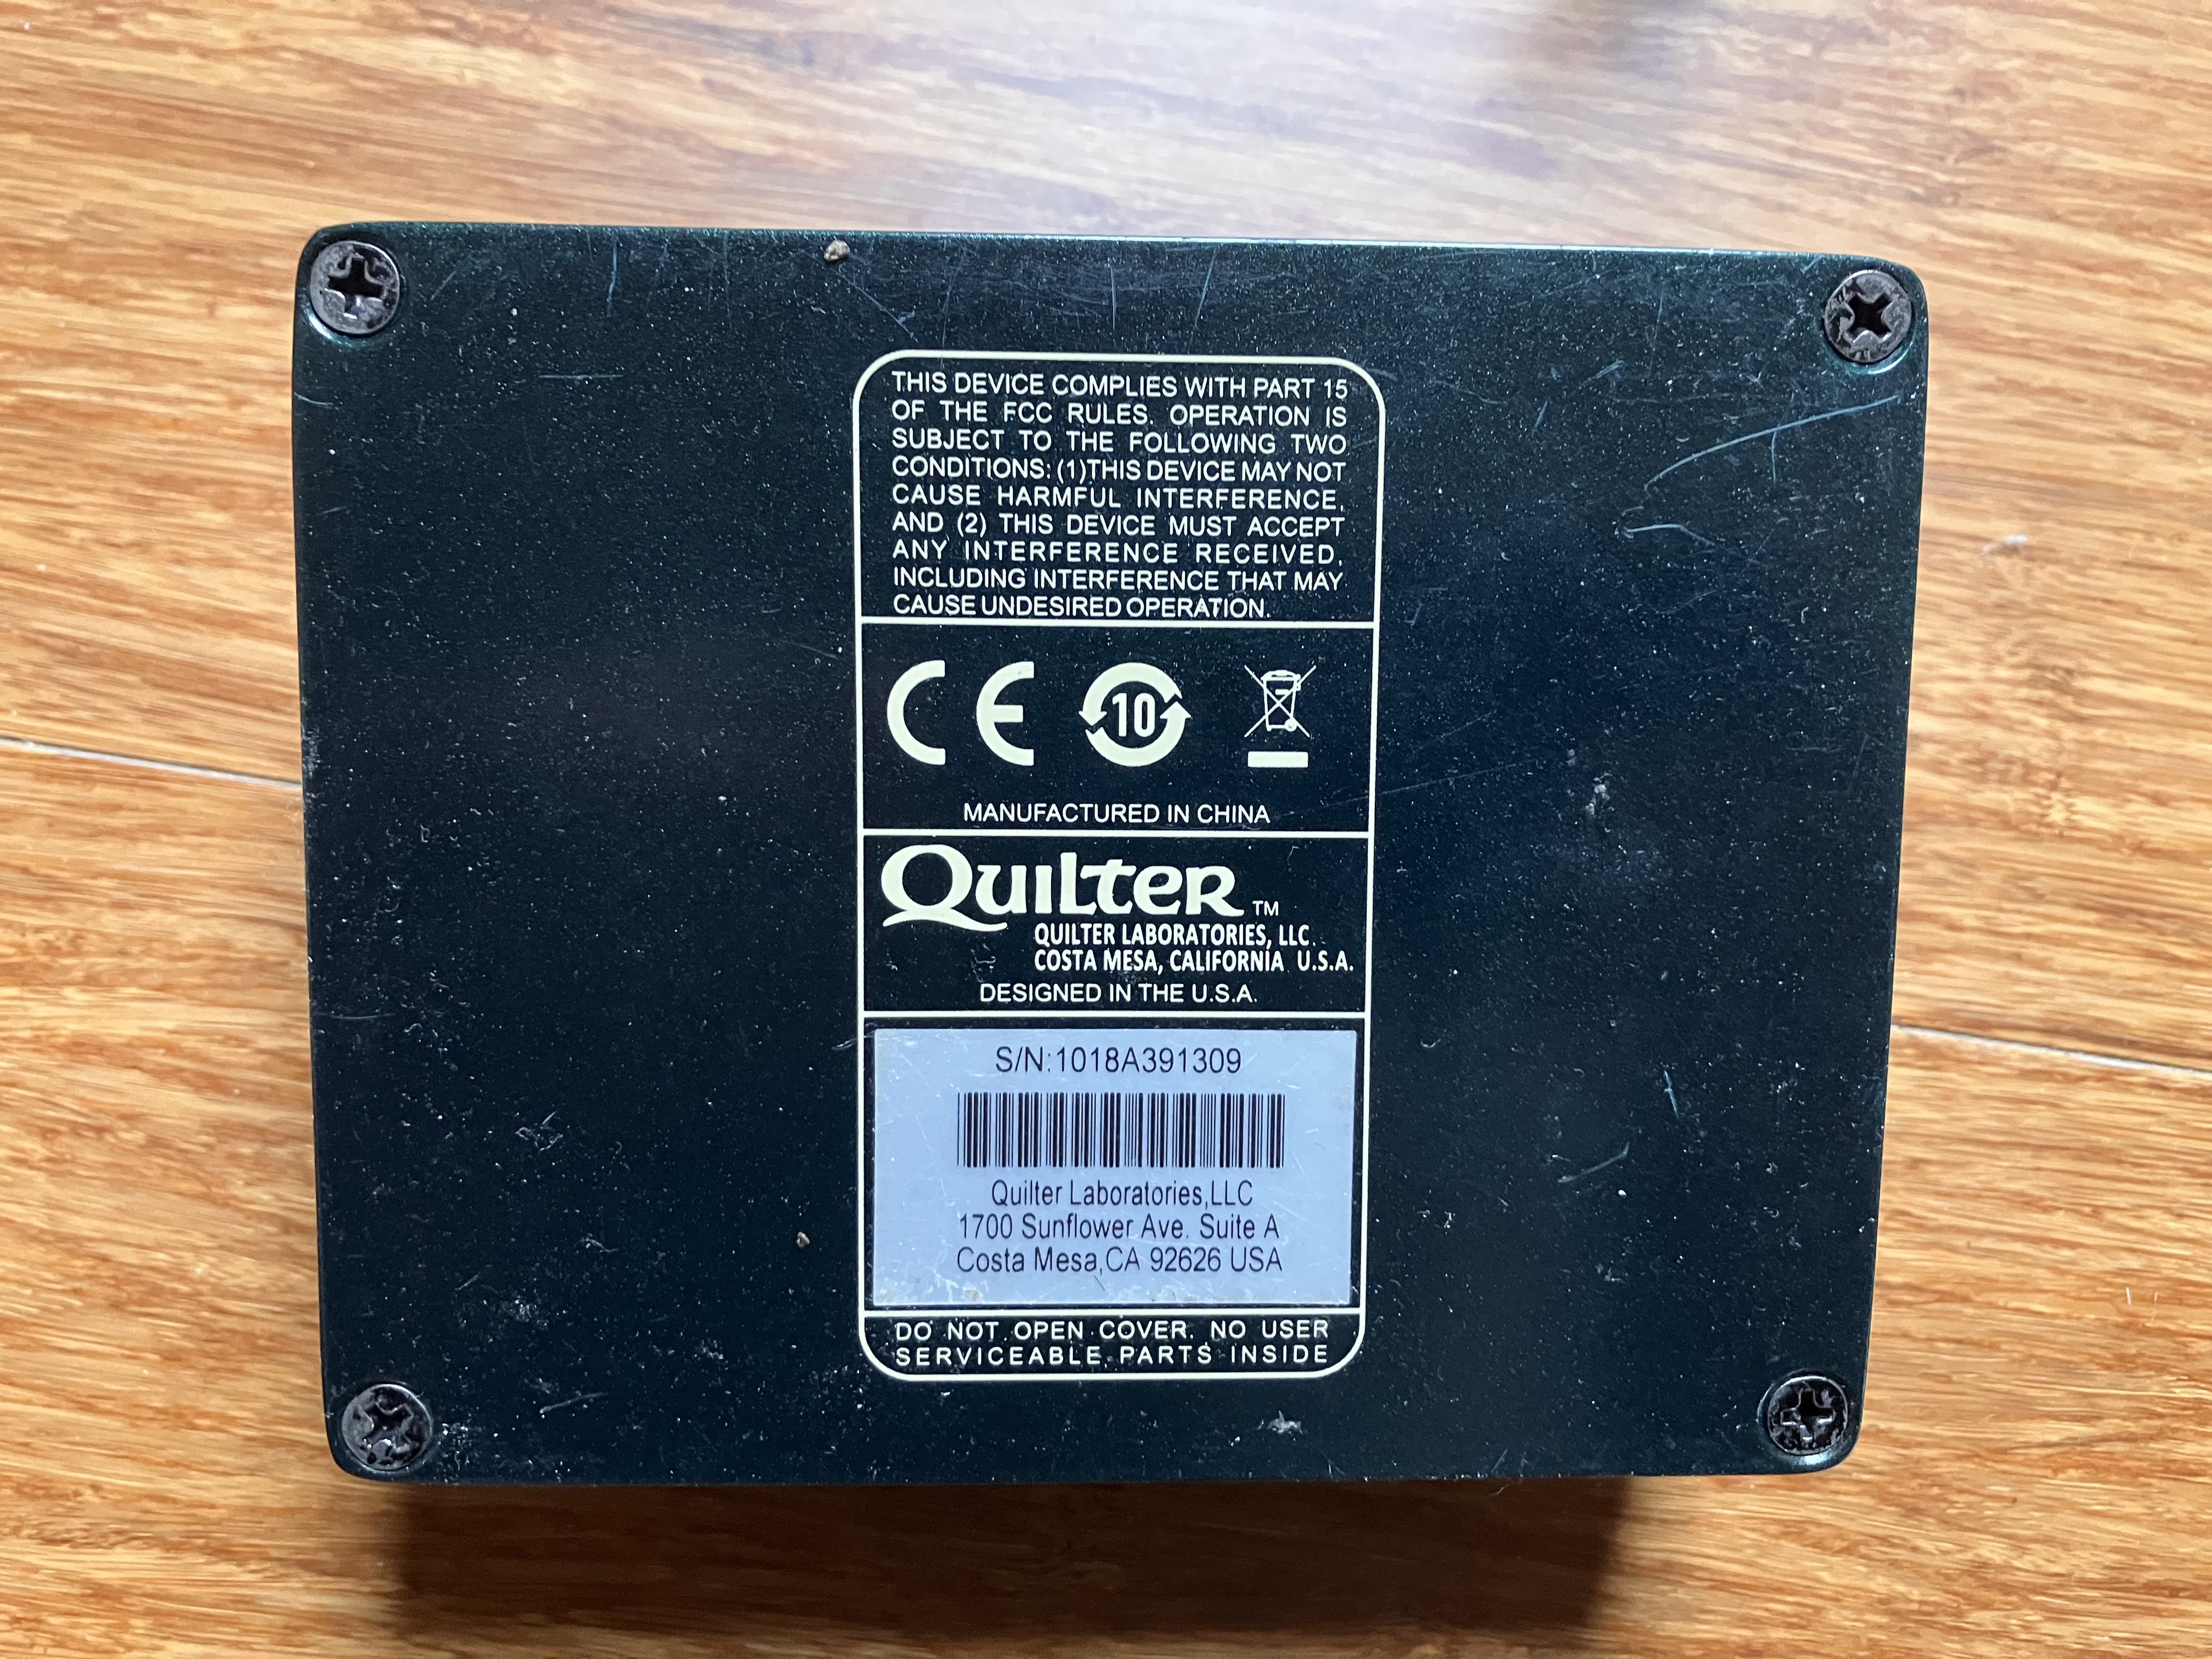 THIS DEVICE COMPLIES WITH PART 15
OF THE FCC RULES. OPERATION IS
SUBJECT TO THE FOLLOWING TWO
CONDITIONS: (1)THIS DEVICE MAY NOT
CAUSE HARMFUL INTERFERENCE,
AND (2) THIS DEVICE MUST ACCEPT
ANY INTERFERENCE RECEIVED,
INCLUDING INTERFERENCE THAT MAY
CAUSE UNDESIRED OPERATION.
CE 10
MANUFACTURED IN CHINA
QUILTER TM
QUILTER LABORATORIES, LLC.
COSTA MESA, CALIFORNIA U.S.A.
DESIGNED IN THE U.S.A.
S/N:1018A391309
Quilter Laboratories,LLC
1700 Sunflower Ave. Suite A
Costa Mesa,CA 92626 USA
DO NOT OPEN COVER. NO USER
SERVICEABLE PARTS INSIDE